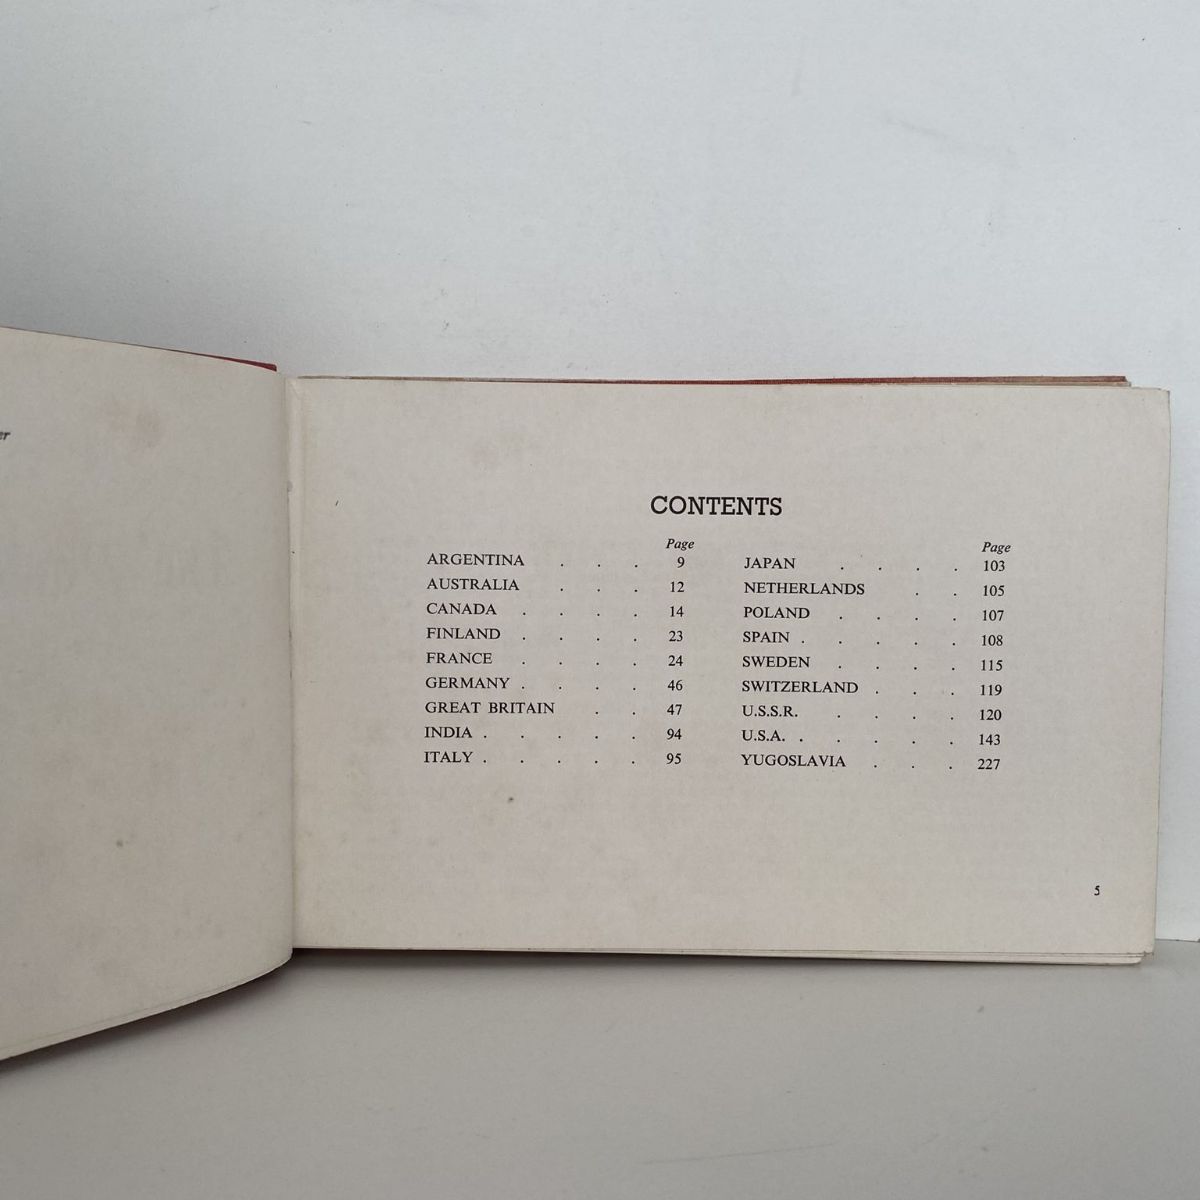 CONTENTS
Page
ARGENTINA . . . 9
AUSTRALIA . . . 12
CANADA . . . . 14
FINLAND . . . . 23
FRANCE . . . . 24
GERMANY . . . . 46
GREAT BRITAIN . . 47
INDIA . . . . . 94
ITALY . . . . . 95
Page
JAPAN . . . . 103
NETHERLANDS . . 105
POLAND . . . . 107
SPAIN . . . . . 108
SWEDEN . . . . 115
SWITZERLAND . . . 119
U.S.S.R. . . . . 120
U.S.A. . . . . . 143
YUGOSLAVIA . . . 227
5